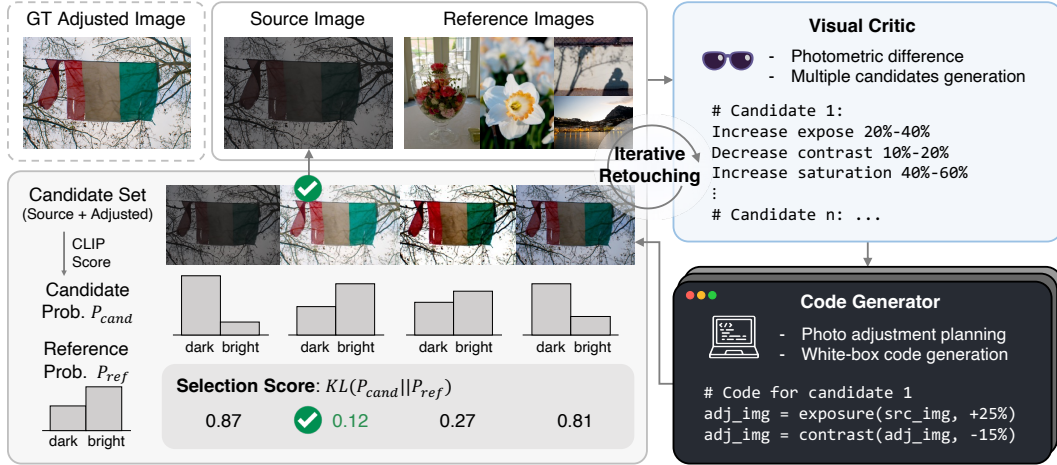 GT Adjusted Image
Source Image
Reference Images
Visual Critic
- Photometric difference
- Multiple candidates generation
# Candidate 1:
Increase expose 20%-40%
Decrease contrast 10%-20%
Increase saturation 40%-60%
⋮
# Candidate n: ...
Iterative
Retouching
Candidate Set
(Source + Adjusted)
CLIP
Score
Candidate
Prob. P_cand
dark bright
dark bright
dark bright
dark bright
Reference
Prob. P_ref
dark bright
Selection Score: KL(P_cand||P_ref)
0.87
0.12
0.27
0.81
Code Generator
- Photo adjustment planning
- White-box code generation
# Code for candidate 1
adj_img = exposure(src_img, +25%)
adj_img = contrast(adj_img, -15%)